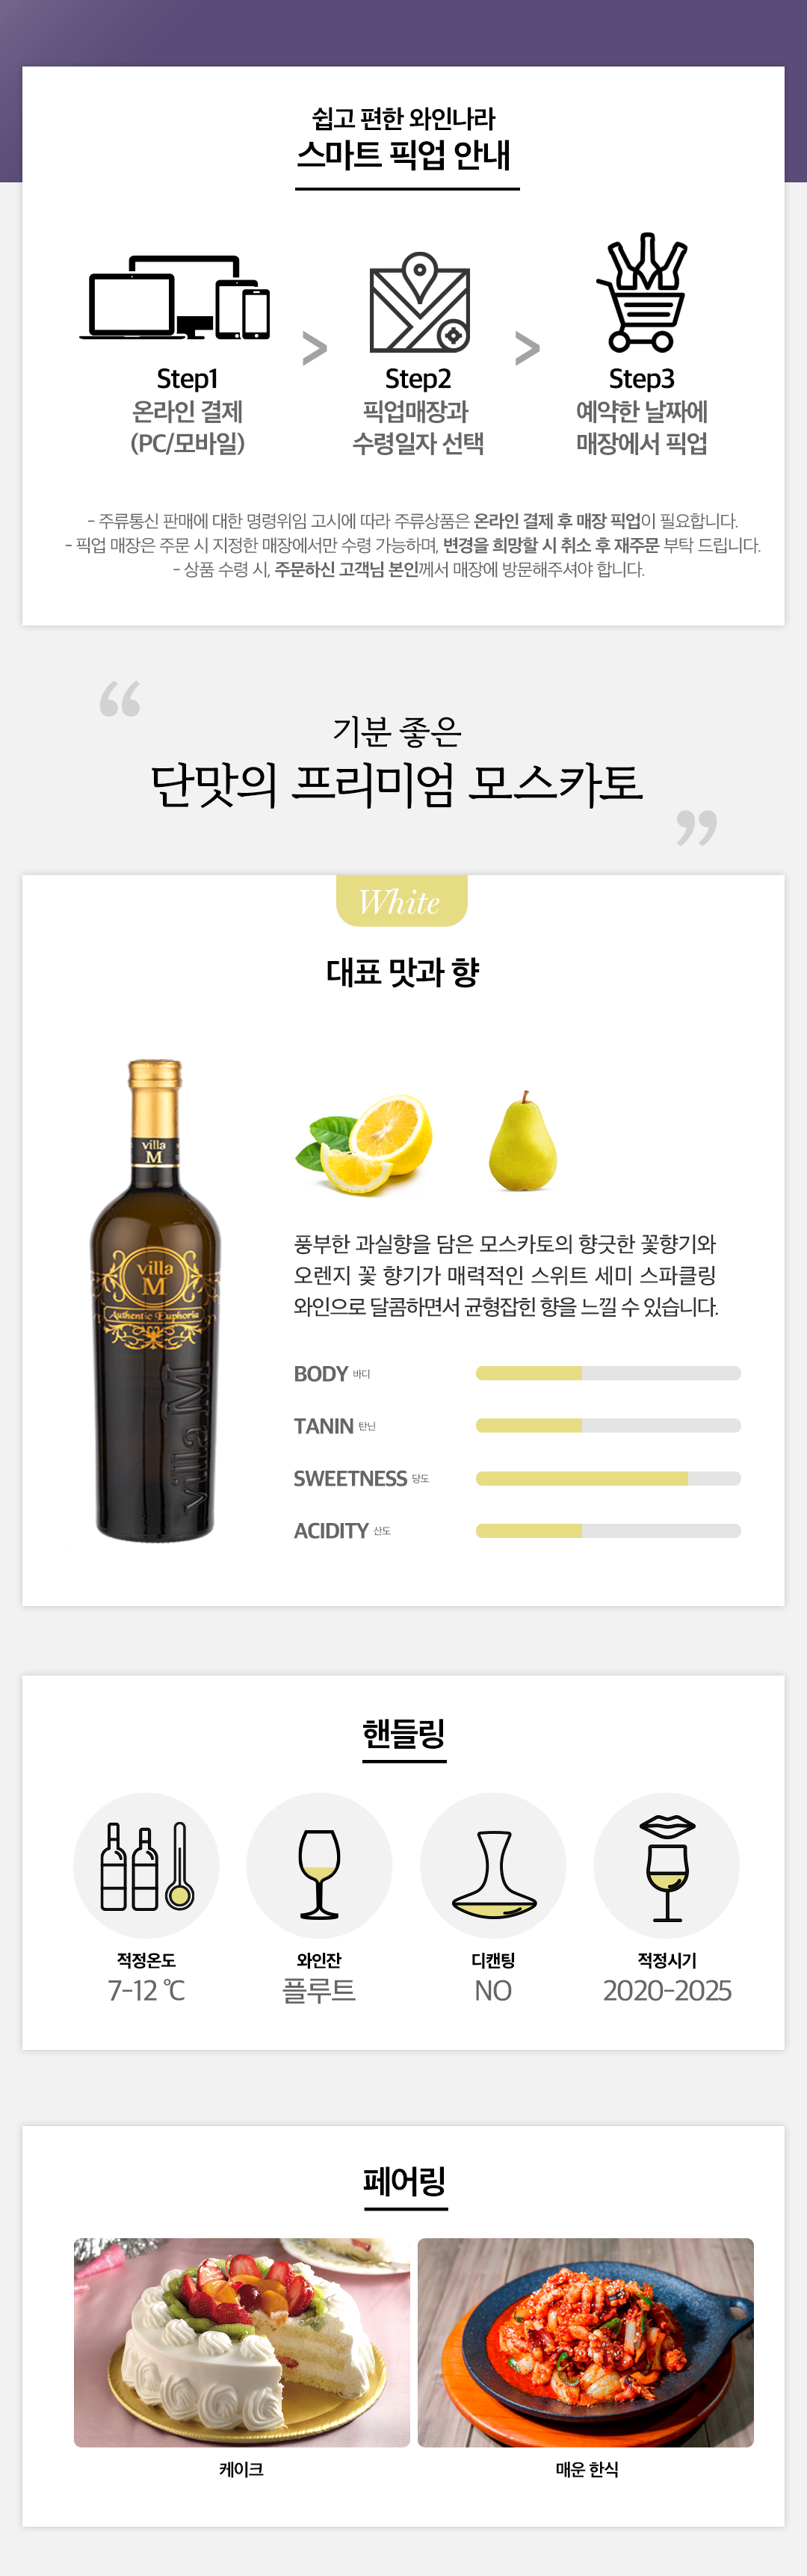 쉽고 편한 와인나라
스마트 픽업 안내
Step1
온라인 결제
(PC/모바일)
>
Step2
픽업매장과
수령일자 선택
>
Step3
예약한 날짜에
매장에서 픽업
- 주류통신 판매에 대한 명령위임 고시에 따라 주류상품은 온라인 결제 후 매장 픽업이 필요합니다.
- 픽업 매장은 주문 시 지정한 매장에서만 수령 가능하며, 변경을 희망할 시 취소 후 재주문 부탁 드립니다.
- 상품 수령 시, 주문하신 고객님 본인께서 매장에 방문해주셔야 합니다.
“
기분 좋은
단맛의 프리미엄 모스카토
”
White
대표 맛과 향
villa
M
villa
M
Authentic Euphoria
villa M
풍부한 과실향을 담은 모스카토의 향긋한 꽃향기와
오렌지 꽃 향기가 매력적인 스위트 세미 스파클링
와인으로 달콤하면서 균형잡힌 향을 느낄 수 있습니다.
BODY 바디
TANIN 탄닌
SWEETNESS 당도
ACIDITY 산도
핸들링
적정온도
7-12 ℃
와인잔
플루트
디캔팅
NO
적정시기
2020-2025
페어링
케이크
매운 한식